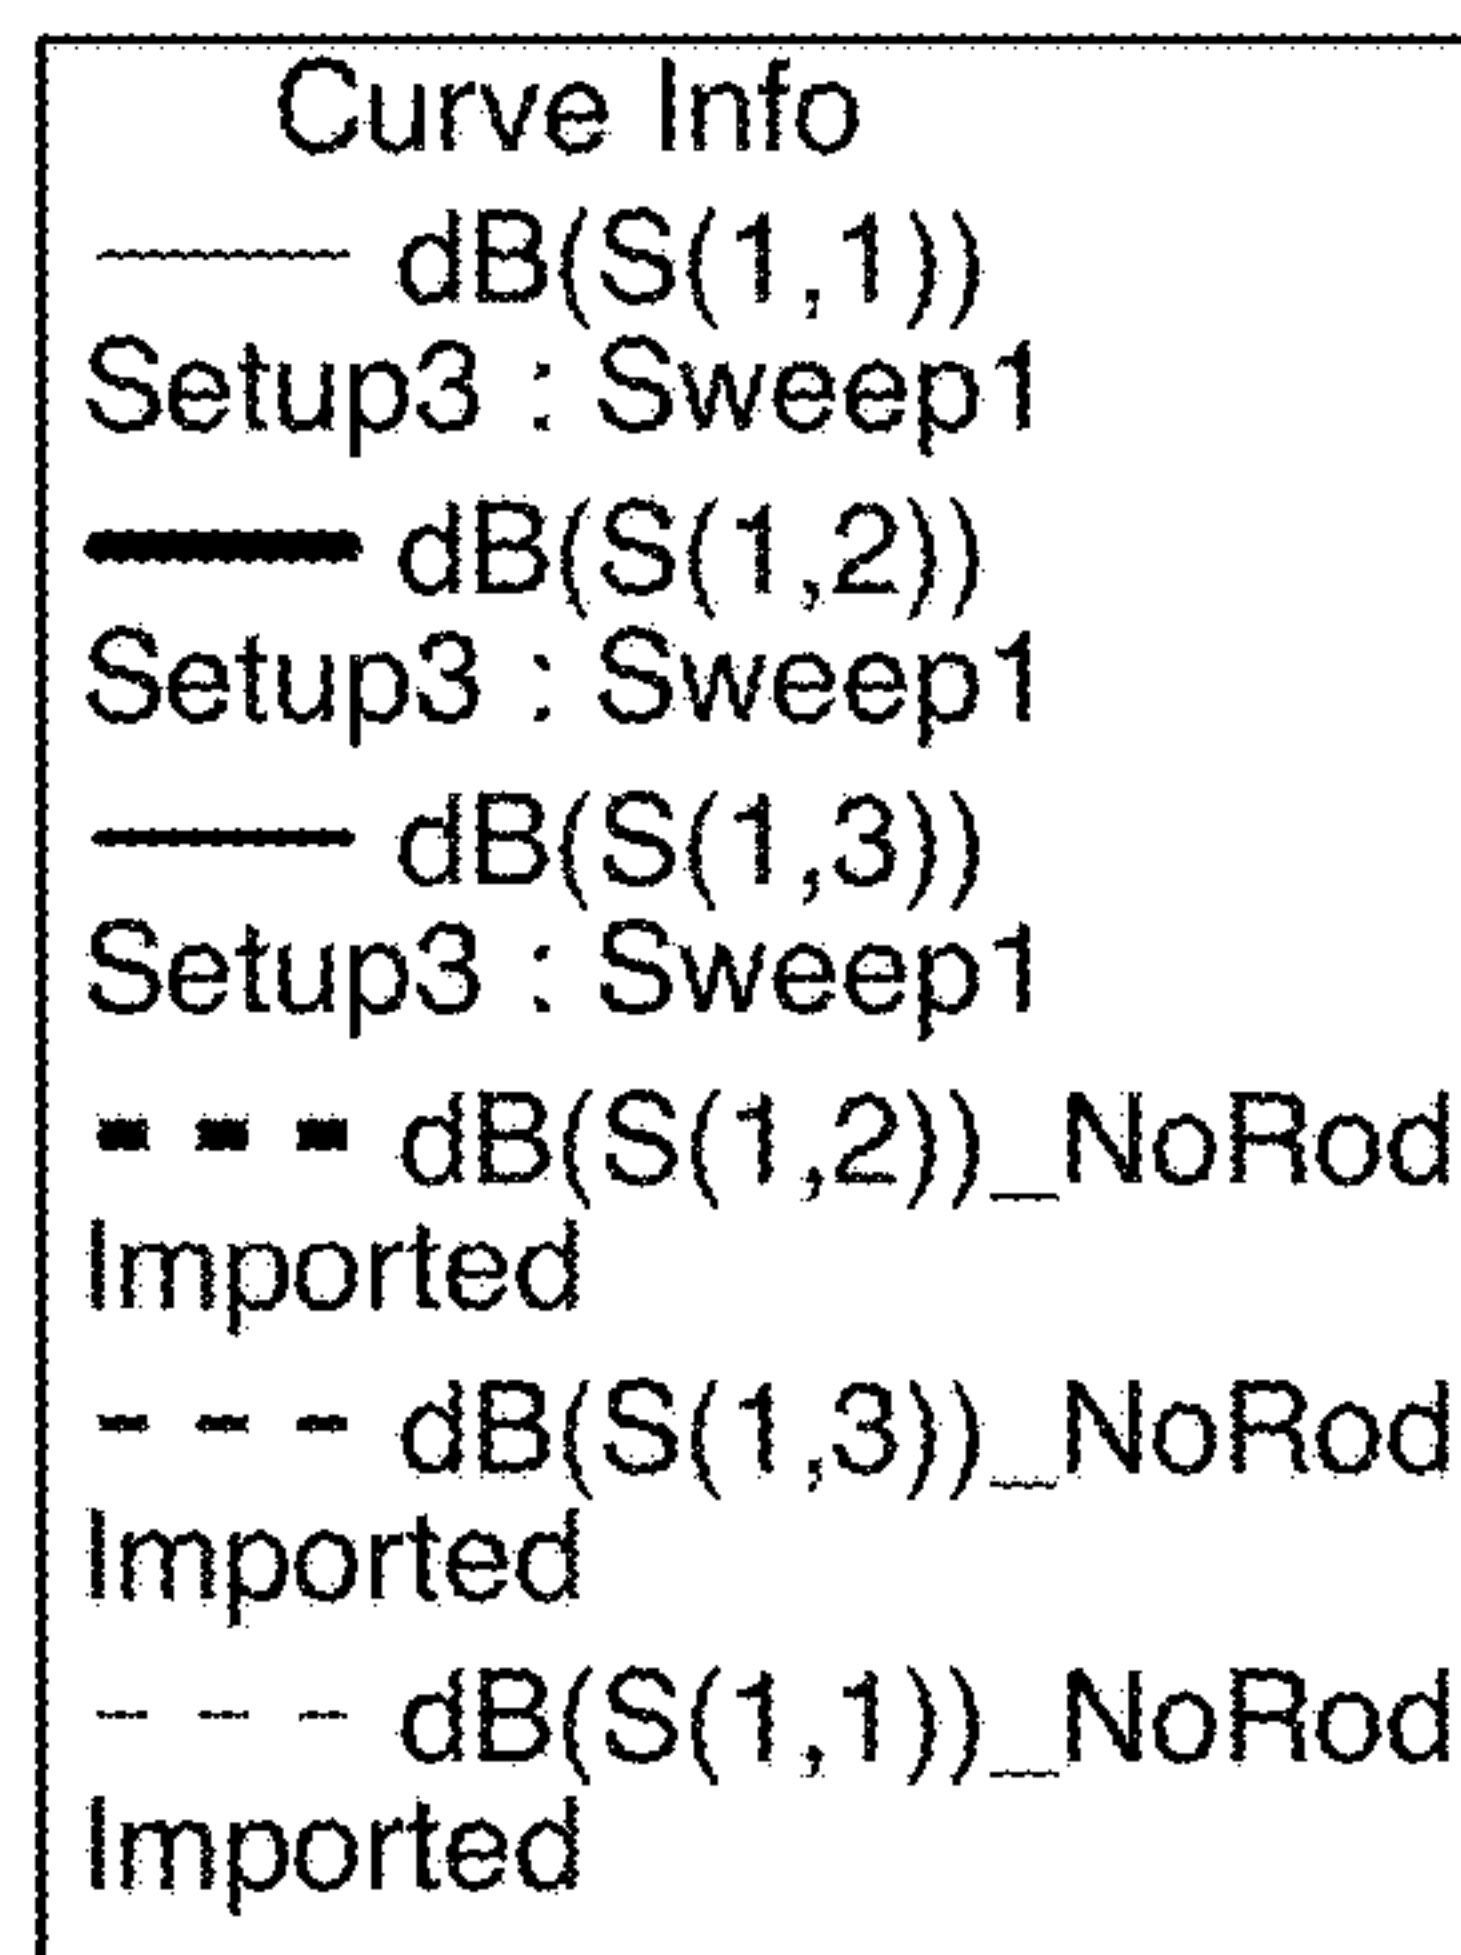 Curve Info
dB(S(1,1))
Setup3 : Sweep1
dB(S(1,2))
Setup3 : Sweep1
dB(S(1,3))
Setup3 : Sweep1
dB(S(1,2))_NoRod
Imported
dB(S(1,3))_NoRod
Imported
dB(S(1,1))_NoRod
Imported